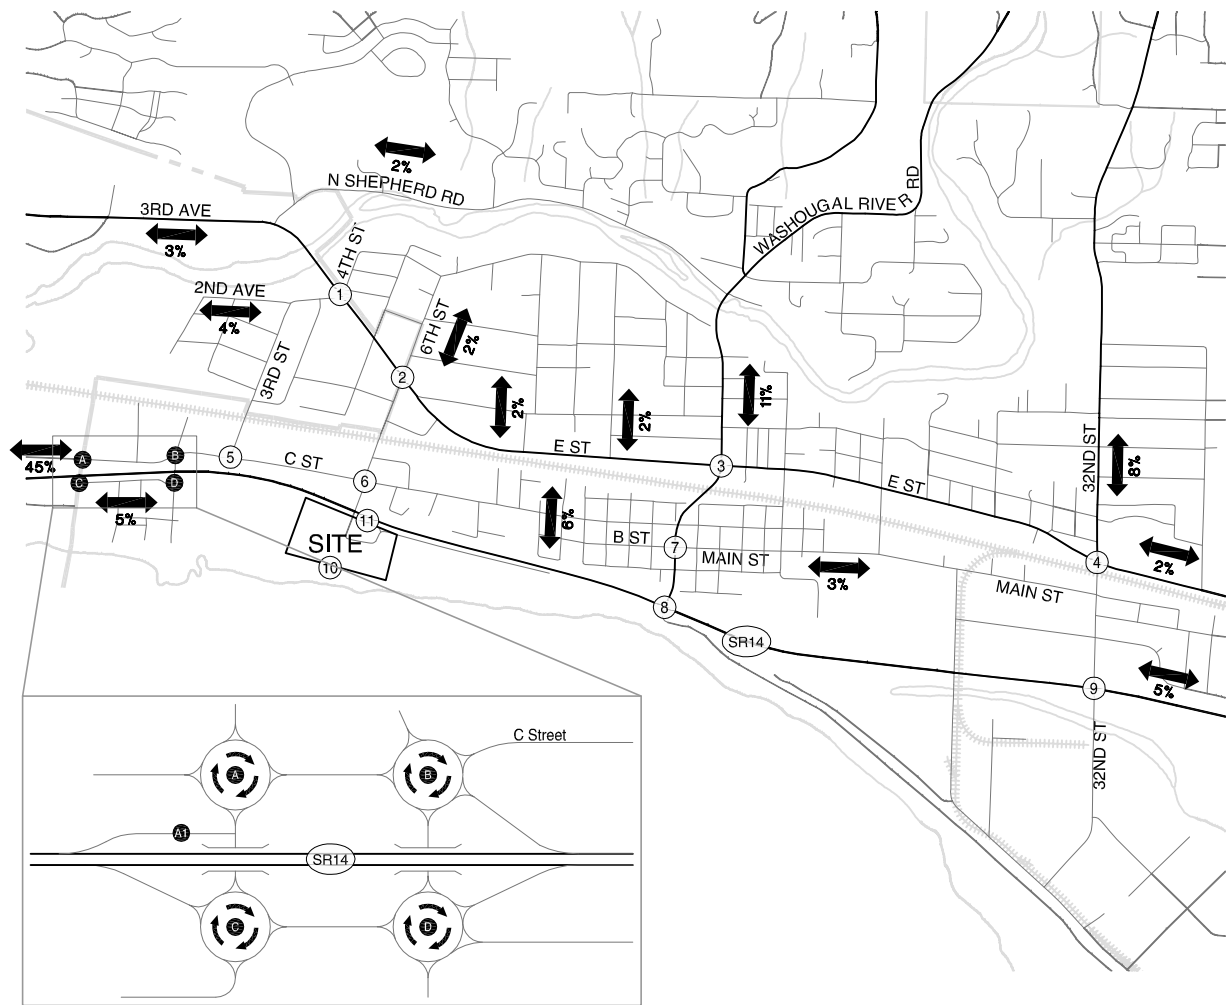 2%
N SHEPHERD RD
3RD AVE
3%
WASHOUGAL RIVER RD
4TH ST
2ND AVE
4%
1
6TH ST
2%
3RD ST
2
2%
2%
11%
E ST
3
32ND ST
8%
45%
A
B
5
C ST
6
E ST
C
D
5%
11
6%
SITE
10
B ST
7
MAIN ST
3%
4
2%
MAIN ST
8
SR14
9
5%
32ND ST
C Street
A
B
A1
SR14
C
D